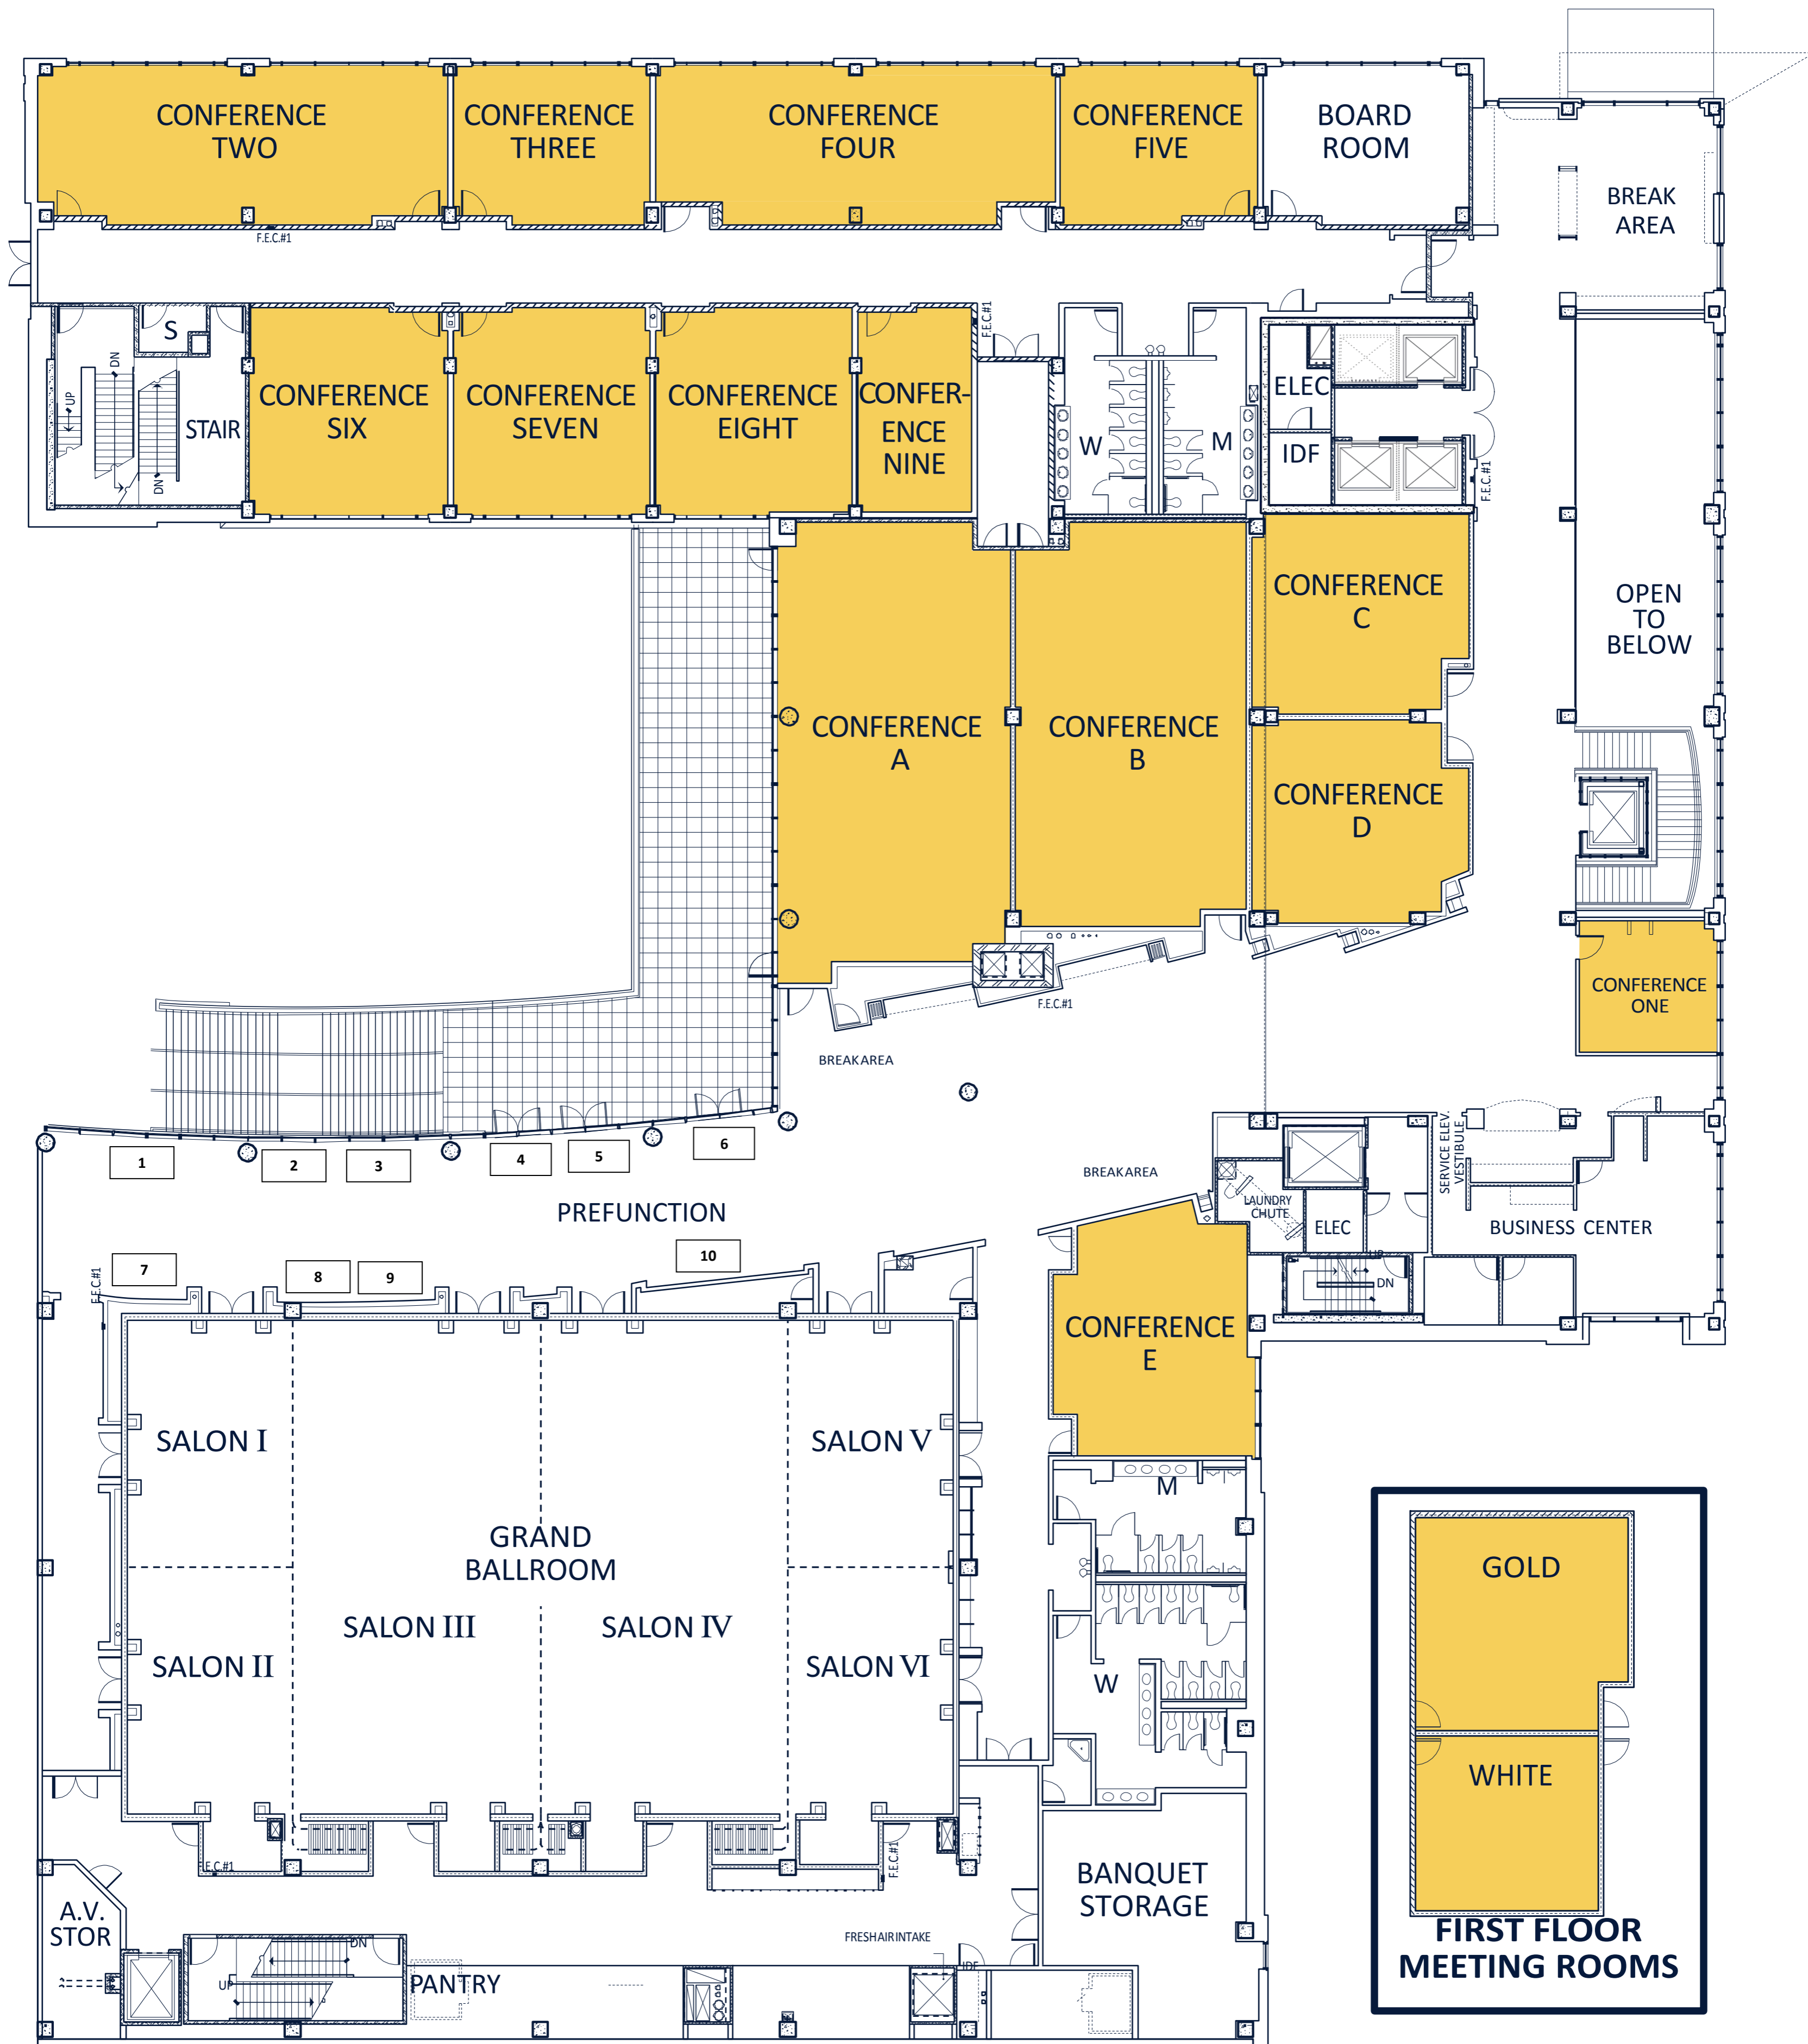 CONFERENCE
TWO
CONFERENCE
THREE
CONFERENCE
FOUR
CONFERENCE
FIVE
BOARD
ROOM
BREAK
AREA
F.E.C.#1
S
DN
UP
DN
STAIR
CONFERENCE
SIX
CONFERENCE
SEVEN
CONFERENCE
EIGHT
CONFER-
ENCE
NINE
F.E.C.#1
W
M
ELEC
IDF
F.E.C.#1
CONFERENCE
A
CONFERENCE
B
CONFERENCE
C
CONFERENCE
D
OPEN
TO
BELOW
CONFERENCE
ONE
F.E.C.#1
BREAKAREA
1
2
3
4
5
6
PREFUNCTION
7
8
9
10
F.E.C.#1
BREAKAREA
LAUNDRY
CHUTE
ELEC
SERVICE ELEV.
VESTIBULE
BUSINESS CENTER
UP
DN
CONFERENCE
E
SALON I
SALON V
GRAND
BALLROOM
SALON III
SALON IV
SALON II
SALON VI
M
W
GOLD
WHITE
FIRST FLOOR
MEETING ROOMS
F.E.C.#1
F.E.C.#1
A.V.
STOR
BANQUET
STORAGE
FRESHAIRINTAKE
DN
UP
PANTRY
IDF